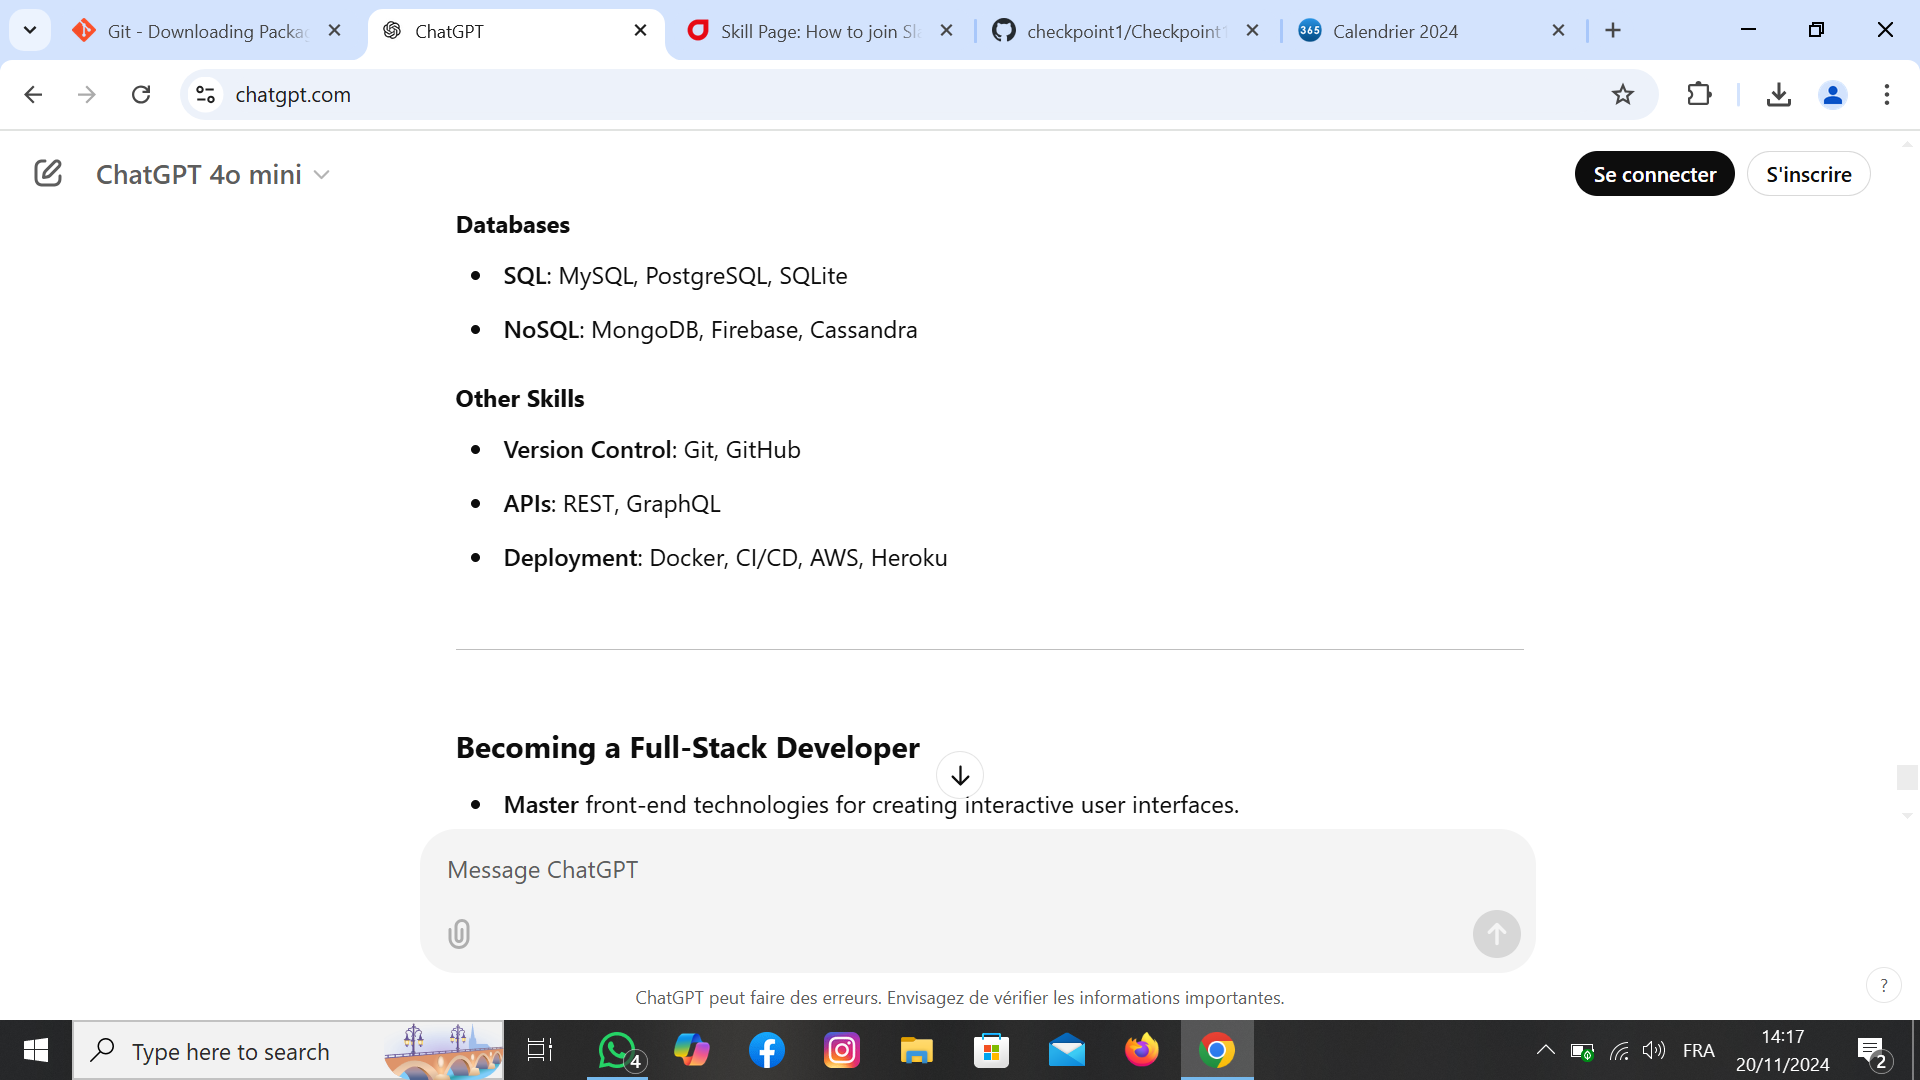 Git - Downloading Packag
ChatGPT
Skill Page: How to join Sl
checkpoint1/Checkpoint1
365
Calendrier 2024
chatgpt.com
ChatGPT 4o mini
Se connecter
S'inscrire
Databases
SQL: MySQL, PostgreSQL, SQLite
NoSQL: MongoDB, Firebase, Cassandra
Other Skills
Version Control: Git, GitHub
APIs: REST, GraphQL
Deployment: Docker, CI/CD, AWS, Heroku
Becoming a Full-Stack Developer
Master front-end technologies for creating interactive user interfaces.
Message ChatGPT
ChatGPT peut faire des erreurs. Envisagez de vérifier les informations importantes.
?
Type here to search
4
FRA
14:17
20/11/2024
2